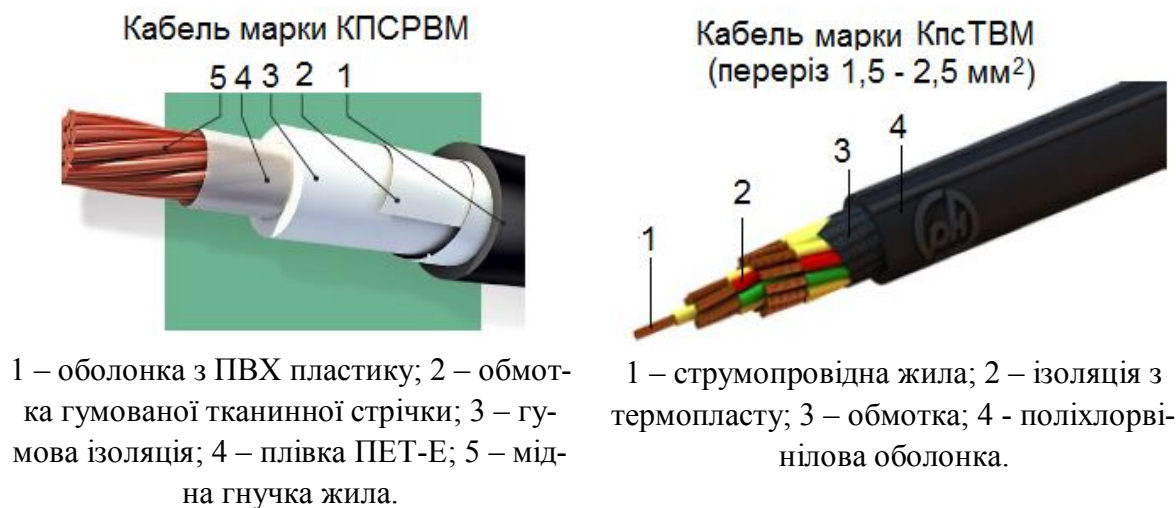 Кабель марки КПСРВМ
5 4 3 2 1
1 – оболонка з ПВХ пластику; 2 – обмот-
ка гумованої тканинної стрічки; 3 – гу-
мова ізоляція; 4 – плівка ПЕТ-Е; 5 – мід-
на гнучка жила.
Кабель марки КпсТВМ
(переріз 1,5 - 2,5 мм²)
4
3
2
1
1 – струмопровідна жила; 2 – ізоляція з
термопласту; 3 – обмотка; 4 - поліхлорві-
нілова оболонка.